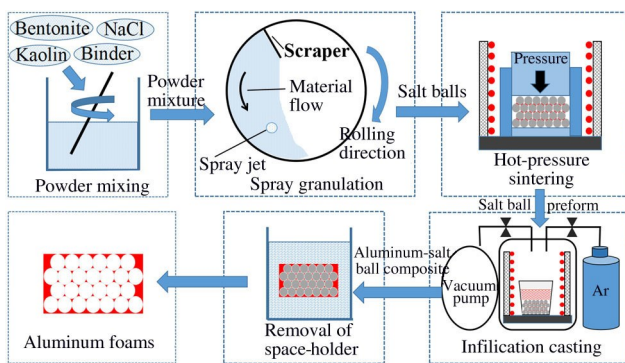 Bentonite
NaCl
Kaolin
Binder
Powder mixing
Powder
mixture
Scraper
Material
flow
Spray jet
Rolling
direction
Spray granulation
Salt balls
Pressure
Hot-pressure
sintering
Salt ball
preform
Vacuum
pump
Ar
Infilication casting
Aluminum-salt
ball composite
Removal of
space-holder
Aluminum foams